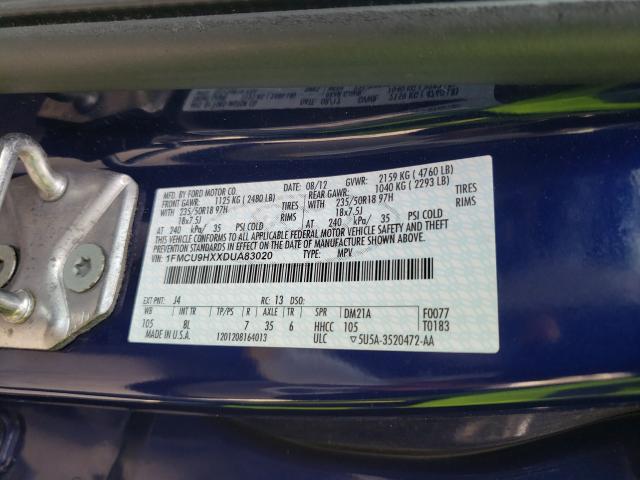 MFD. BY FORD MOTOR CO.
DATE: 08/12 GVWR: 2159 KG ( 4760 LB)
FRONT GAWR: 1125 KG ( 2480 LB) REAR GAWR: 1040 KG ( 2293 LB)
WITH 235/50R18 97H TIRES WITH 235/50R18 97H TIRES
18x7.5J RIMS 18x7.5J RIMS
AT 240 kPa/ 35 PSI COLD AT 240 kPa/ 35 PSI COLD
THIS VEHICLE CONFORMS TO ALL APPLICABLE FEDERAL MOTOR VEHICLE SAFETY STANDARDS IN
EFFECT ON THE DATE OF MANUFACTURE SHOWN ABOVE.
VIN: 1FMCU9HXXDUA83020
TYPE: MPV
EXT PNT: J4 RC: 13 DSO:
WB INT TR TP/PS R AXLE TR SPR DM21A F0077
105 8L 7 35 6 HHCC 105 T0183
MADE IN U.S.A. 1201208164013 ULC ▽5U5A-3520472-AA